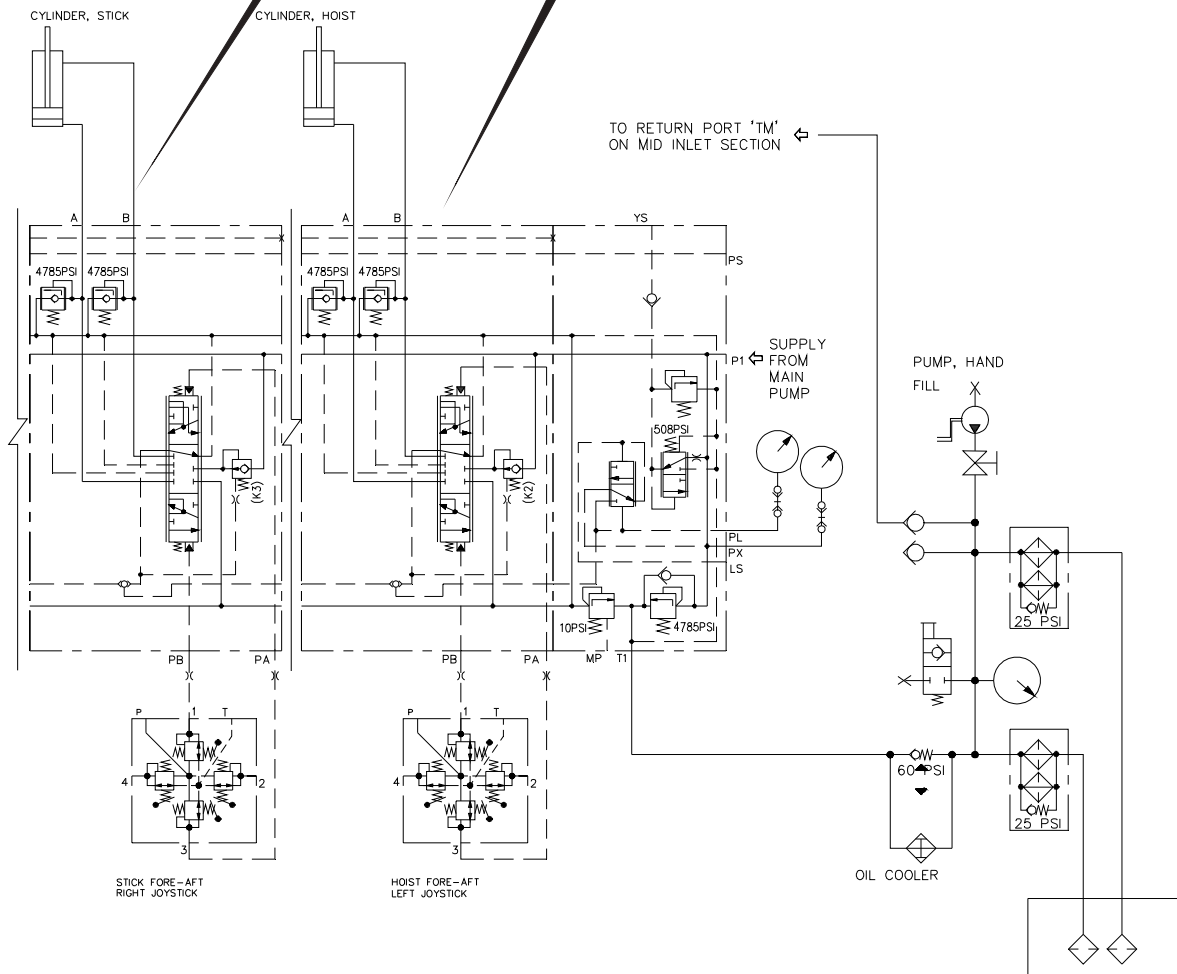 CYLINDER, STICK
CYLINDER, HOIST
TO RETURN PORT 'TM'
ON MID INLET SECTION
A
B
A
B
YS
PS
4785PSI
4785PSI
4785PSI
4785PSI
P1
SUPPLY
FROM
MAIN
PUMP
PUMP, HAND
FILL
508PSI
(K3)
(K2)
PL
PX
LS
10PSI
4785PSI
25 PSI
PB
PA
PB
PA
MP
T1
P
1
T
4
2
3
P
1
T
4
2
3
60 PSI
25 PSI
OIL COOLER
STICK FORE-AFT
RIGHT JOYSTICK
HOIST FORE-AFT
LEFT JOYSTICK